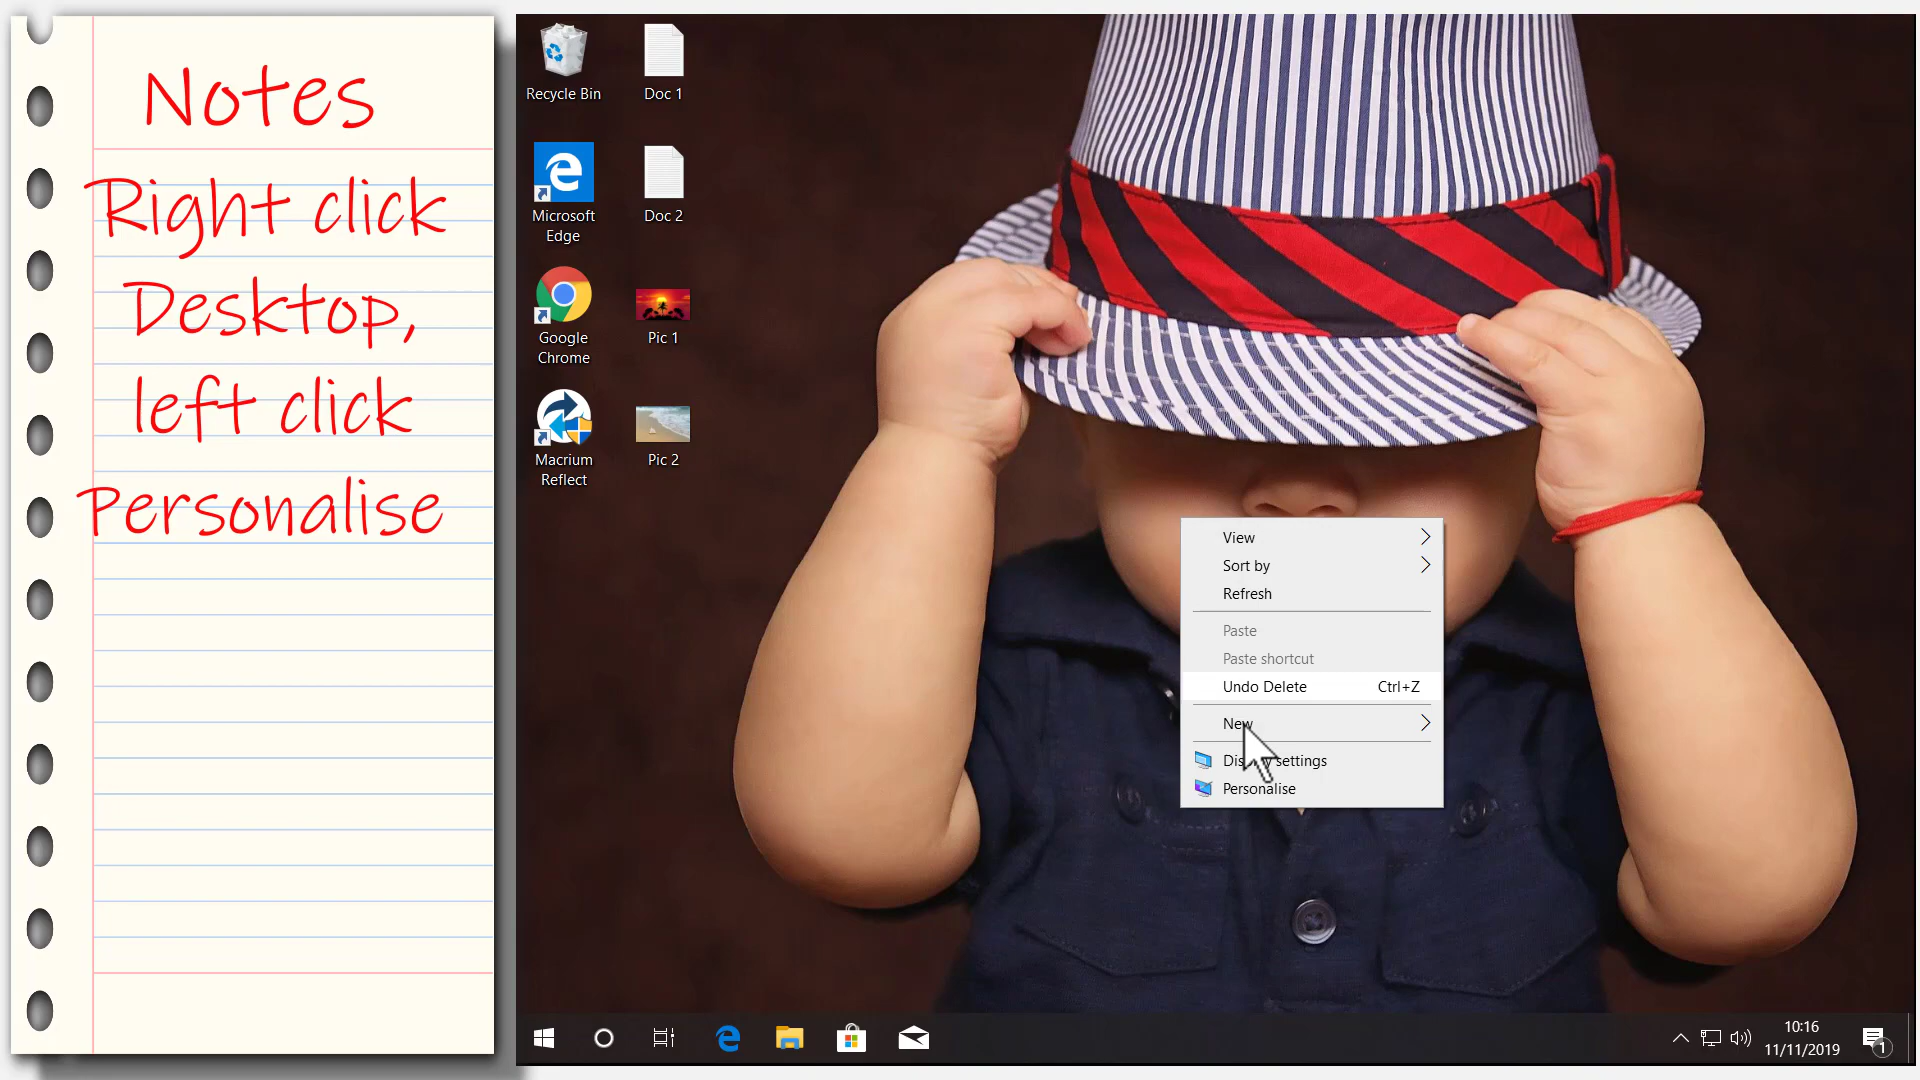 Notes
Right click
Desktop,
left click
Personalise
Recycle Bin
Doc 1
Microsoft
Edge
Doc 2
Google
Chrome
Pic 1
Macrium
Reflect
Pic 2
View
Sort by
Refresh
Paste
Paste shortcut
Undo Delete Ctrl+Z
New
settings
Personalise
10:16
11/11/2019
1